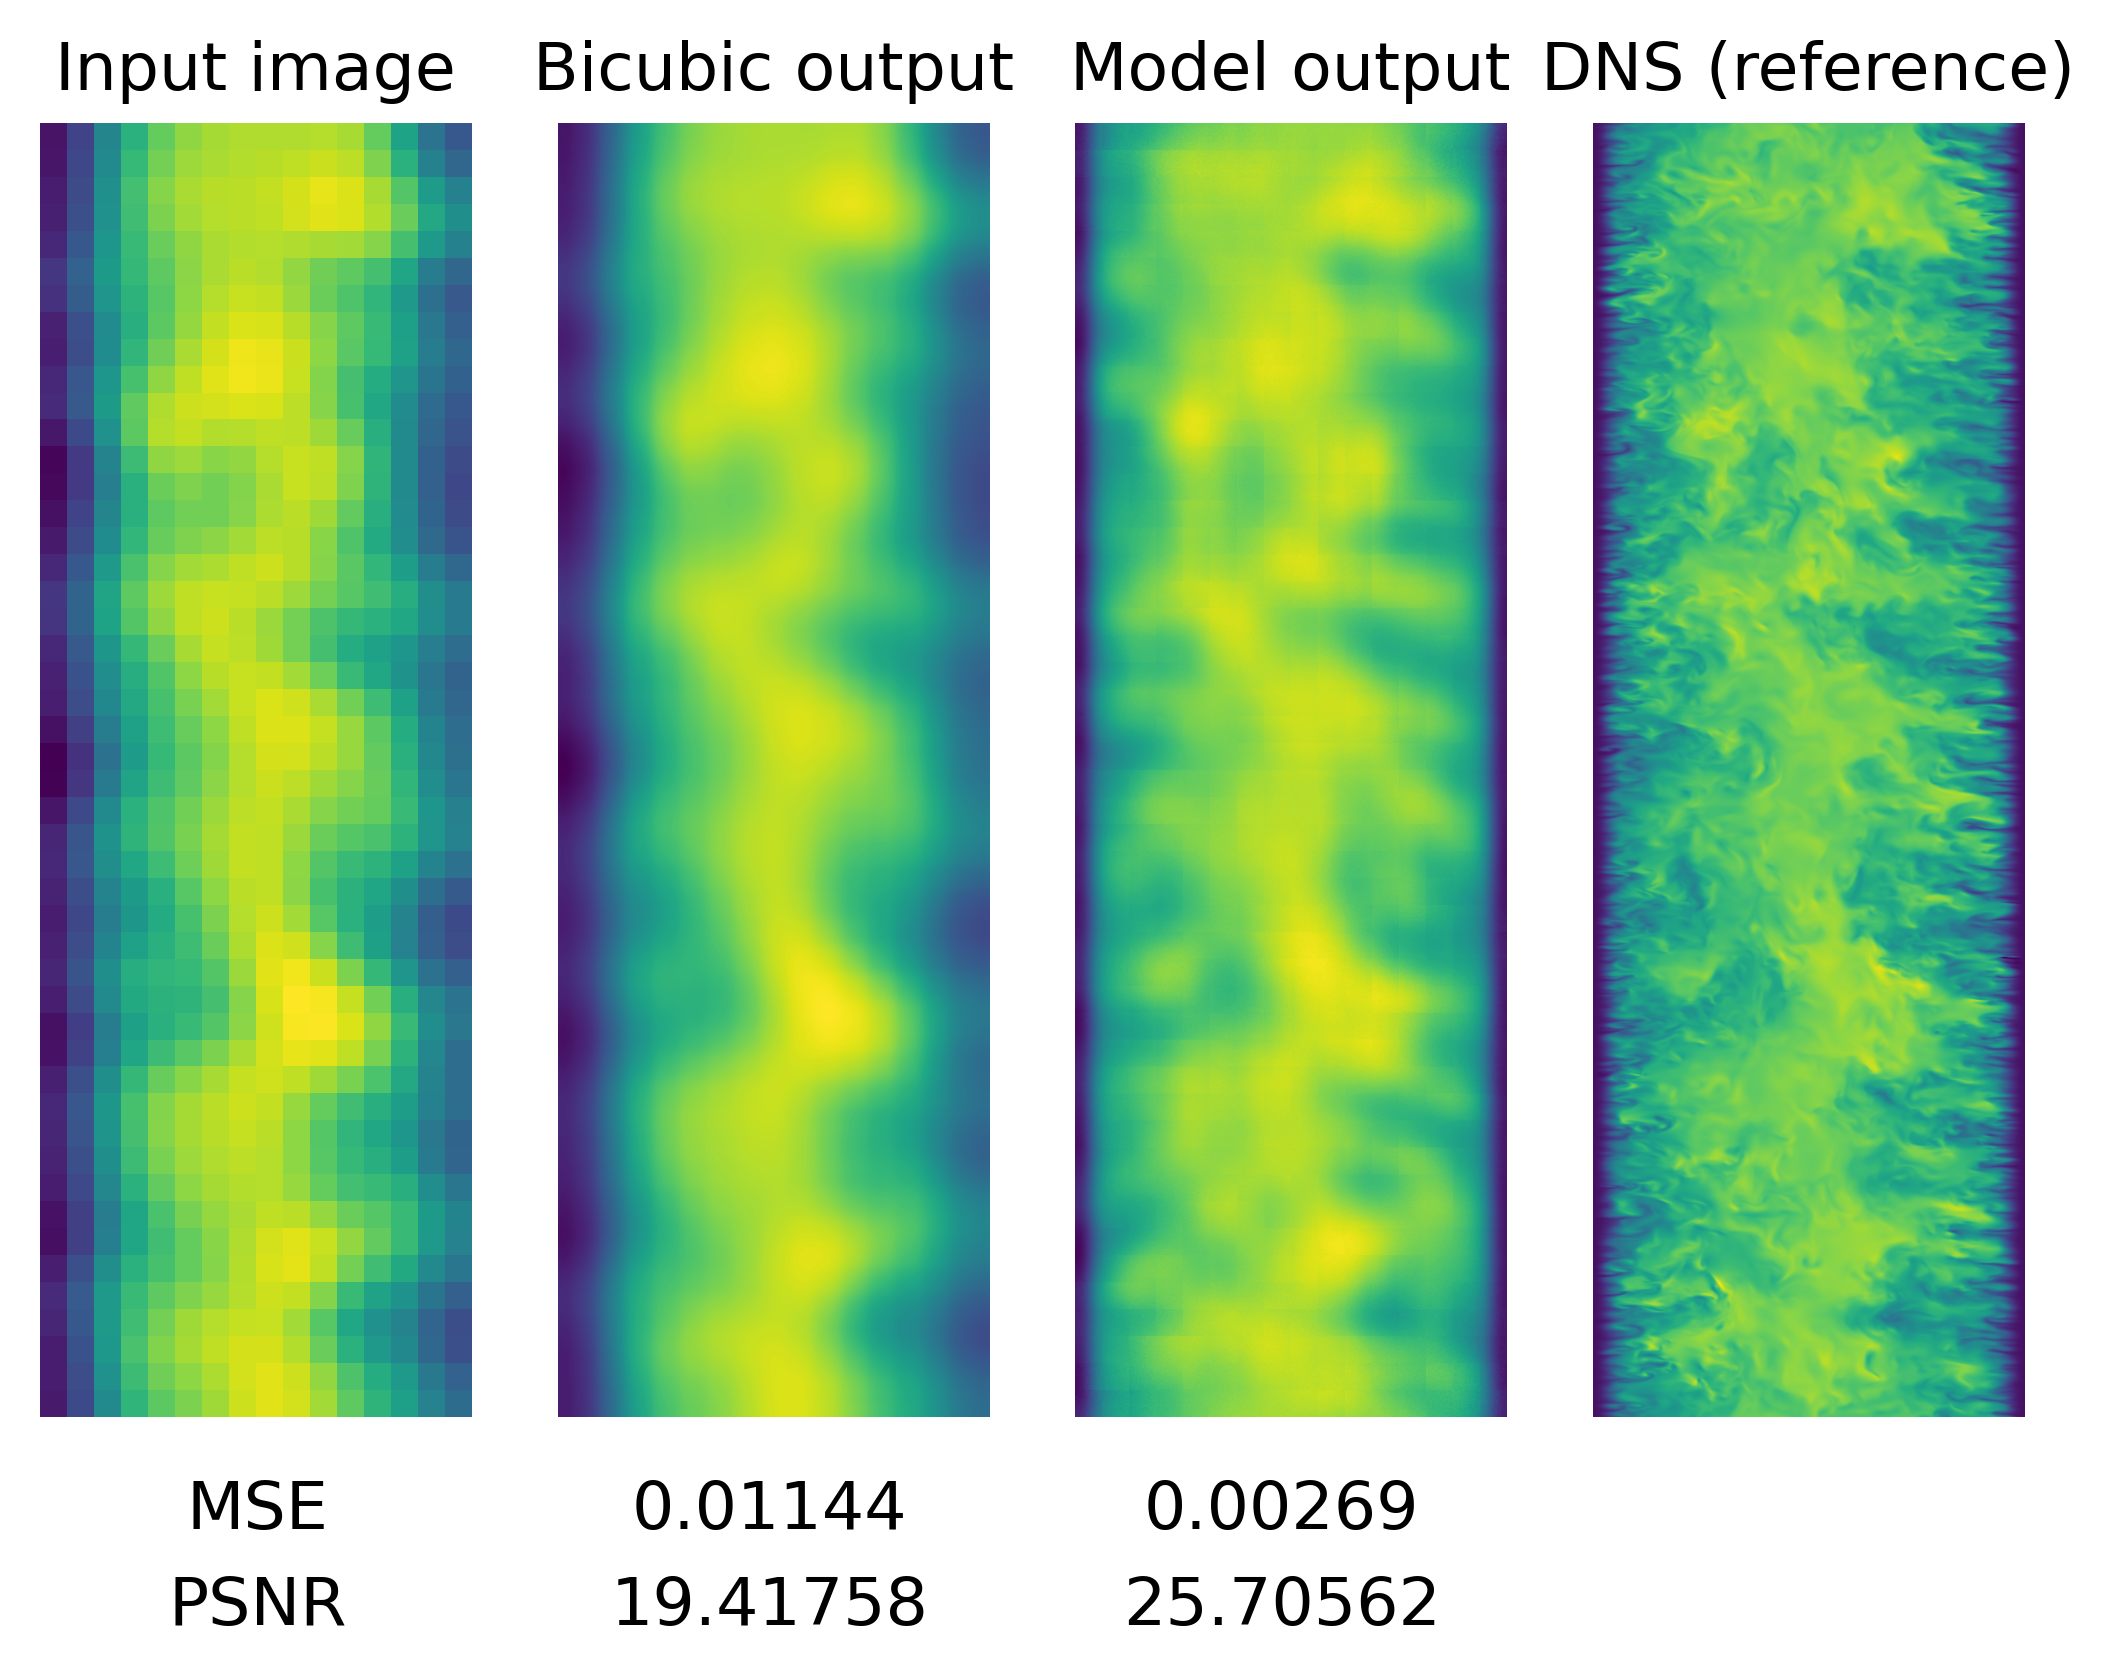 Input image Bicubic output Model output DNS (reference)
MSE 0.01144 0.00269
PSNR 19.41758 25.70562